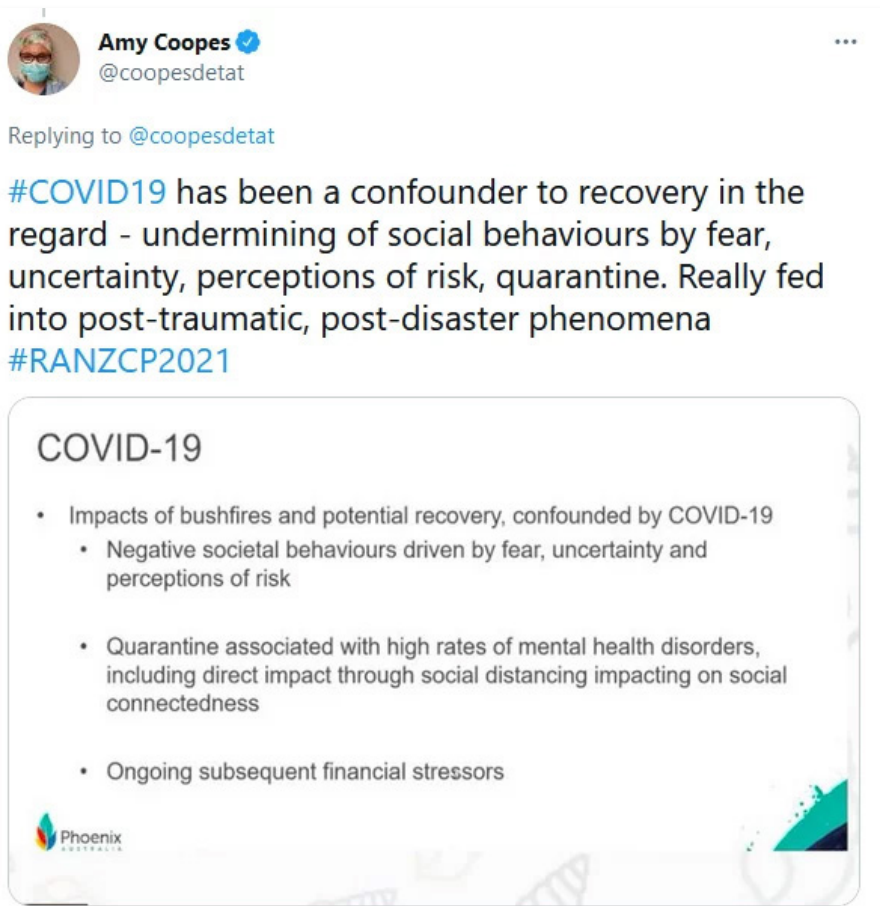 Amy Coopes
@coopesdetat
Replying to @coopesdetat
#COVID19 has been a confounder to recovery in the
regard - undermining of social behaviours by fear,
uncertainty, perceptions of risk, quarantine. Really fed
into post-traumatic, post-disaster phenomena
#RANZCP2021
COVID-19
• Impacts of bushfires and potential recovery, confounded by COVID-19
• Negative societal behaviours driven by fear, uncertainty and
perceptions of risk
• Quarantine associated with high rates of mental health disorders,
including direct impact through social distancing impacting on social
connectedness
• Ongoing subsequent financial stressors
Phoenix
AUSTRALIA